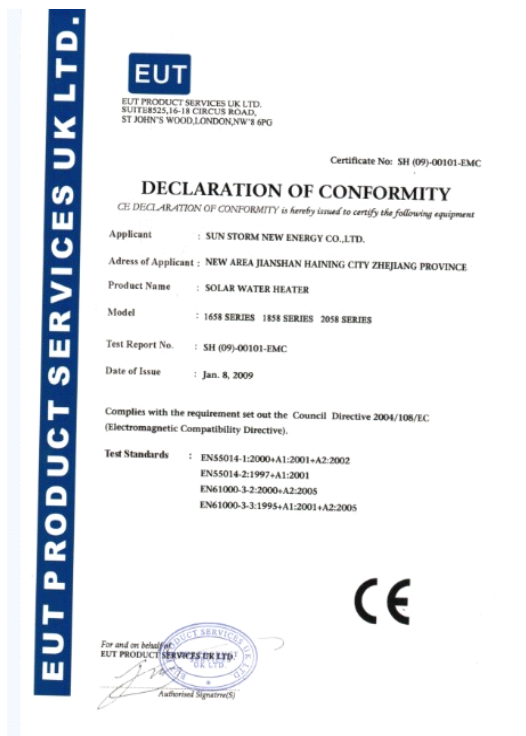 EUT PRODUCT SERVICES UK LTD.
EUT
EUT PRODUCT SERVICES UK LTD.
SUITE8525,16-18 CIRCUS ROAD,
ST JOHN'S WOOD,LONDON,NW'8 6PG
Certificate No: SH (09)-00101-EMC
DECLARATION OF CONFORMITY
CE DECLARATION OF CONFORMITY is hereby issued to certify the following equipment
Applicant : SUN STORM NEW ENERGY CO.,LTD.
Adress of Applicant : NEW AREA JIANSHAN HAINING CITY ZHEJIANG PROVINCE
Product Name : SOLAR WATER HEATER
Model : 1658 SERIES 1858 SERIES 2058 SERIES
Test Report No. : SH (09)-00101-EMC
Date of Issue : Jan. 8, 2009
Complies with the requirement set out the Council Directive 2004/108/EC
(Electromagnetic Compatibility Directive).
Test Standards : EN55014-1:2000+A1:2001+A2:2002
EN55014-2:1997+A1:2001
EN61000-3-2:2000+A2:2005
EN61000-3-3:1995+A1:2001+A2:2005
CE
For and on behalf of
EUT PRODUCT SERVICES UK LTD.
Authorised Signatrre(S)